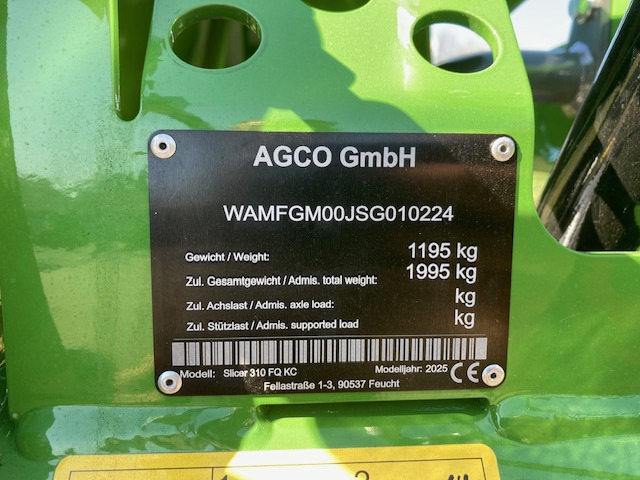 AGCO GmbH
WAMFGM00JSG010224
Gewicht / Weight: 1195 kg
Zul. Gesamtgewicht / Admis. total weight: 1995 kg
Zul. Achslast / Admis. axle load: kg
Zul. Stützlast / Admis. supported load kg
Modell: Slicer 310 FQ KC Modelljahr: 2025 CE
Fellastraße 1-3, 90537 Feucht